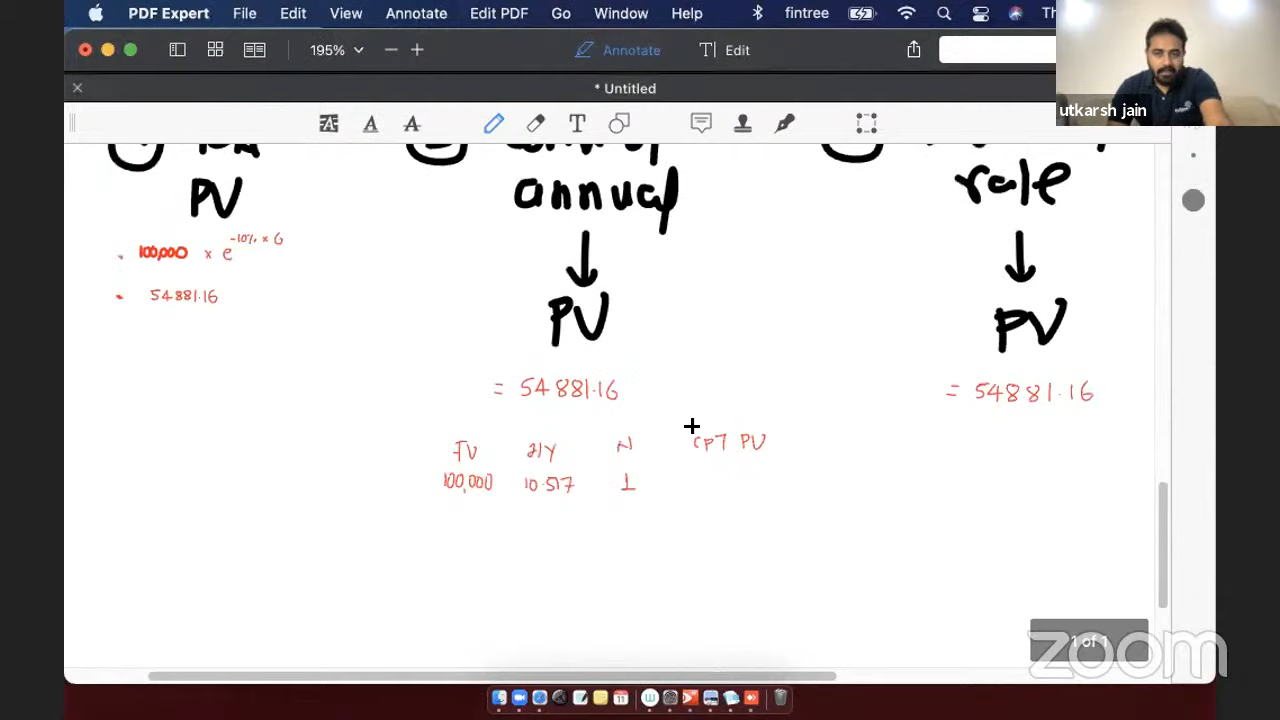 PDF Expert File Edit View Annotate Edit PDF Go Window Help fintree Th
195% Annotate Edit
* Untitled
utkarsh jain
PV
annual
rate
100,000 × e -10% × 6
54881.16
PV
PV
= 54881.16
= 54881.16
FV N CPT PV
100,000 10.517 1
1 of 1
zoom